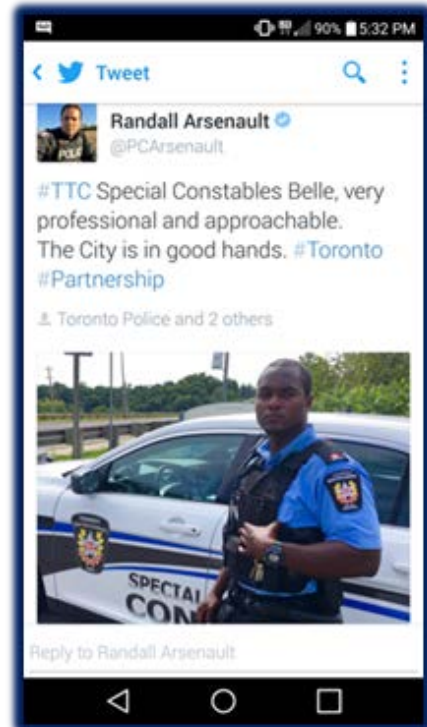 90% 5:32 PM
Tweet
Randall Arsenault
@PCArsenault
#TTC Special Constables Belle, very
professional and approachable.
The City is in good hands. #Toronto
#Partnership
Toronto Police and 2 others
SPECIAL
CON
Reply to Randall Arsenault